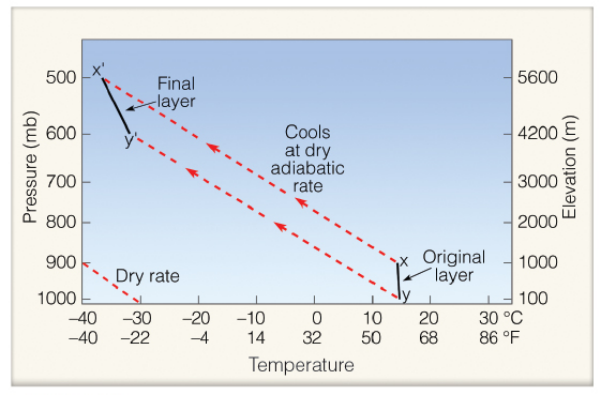 x'
500
5600
Final
layer
600
y'
4200
Cools
at dry
adiabatic
rate
Pressure (mb)
Elevation (m)
700
3000
800
2000
900
x
Original
layer
1000
Dry rate
1000
y
100
–40 –30 –20 –10 0 10 20 30 °C
–40 –22 –4 14 32 50 68 86 °F
Temperature